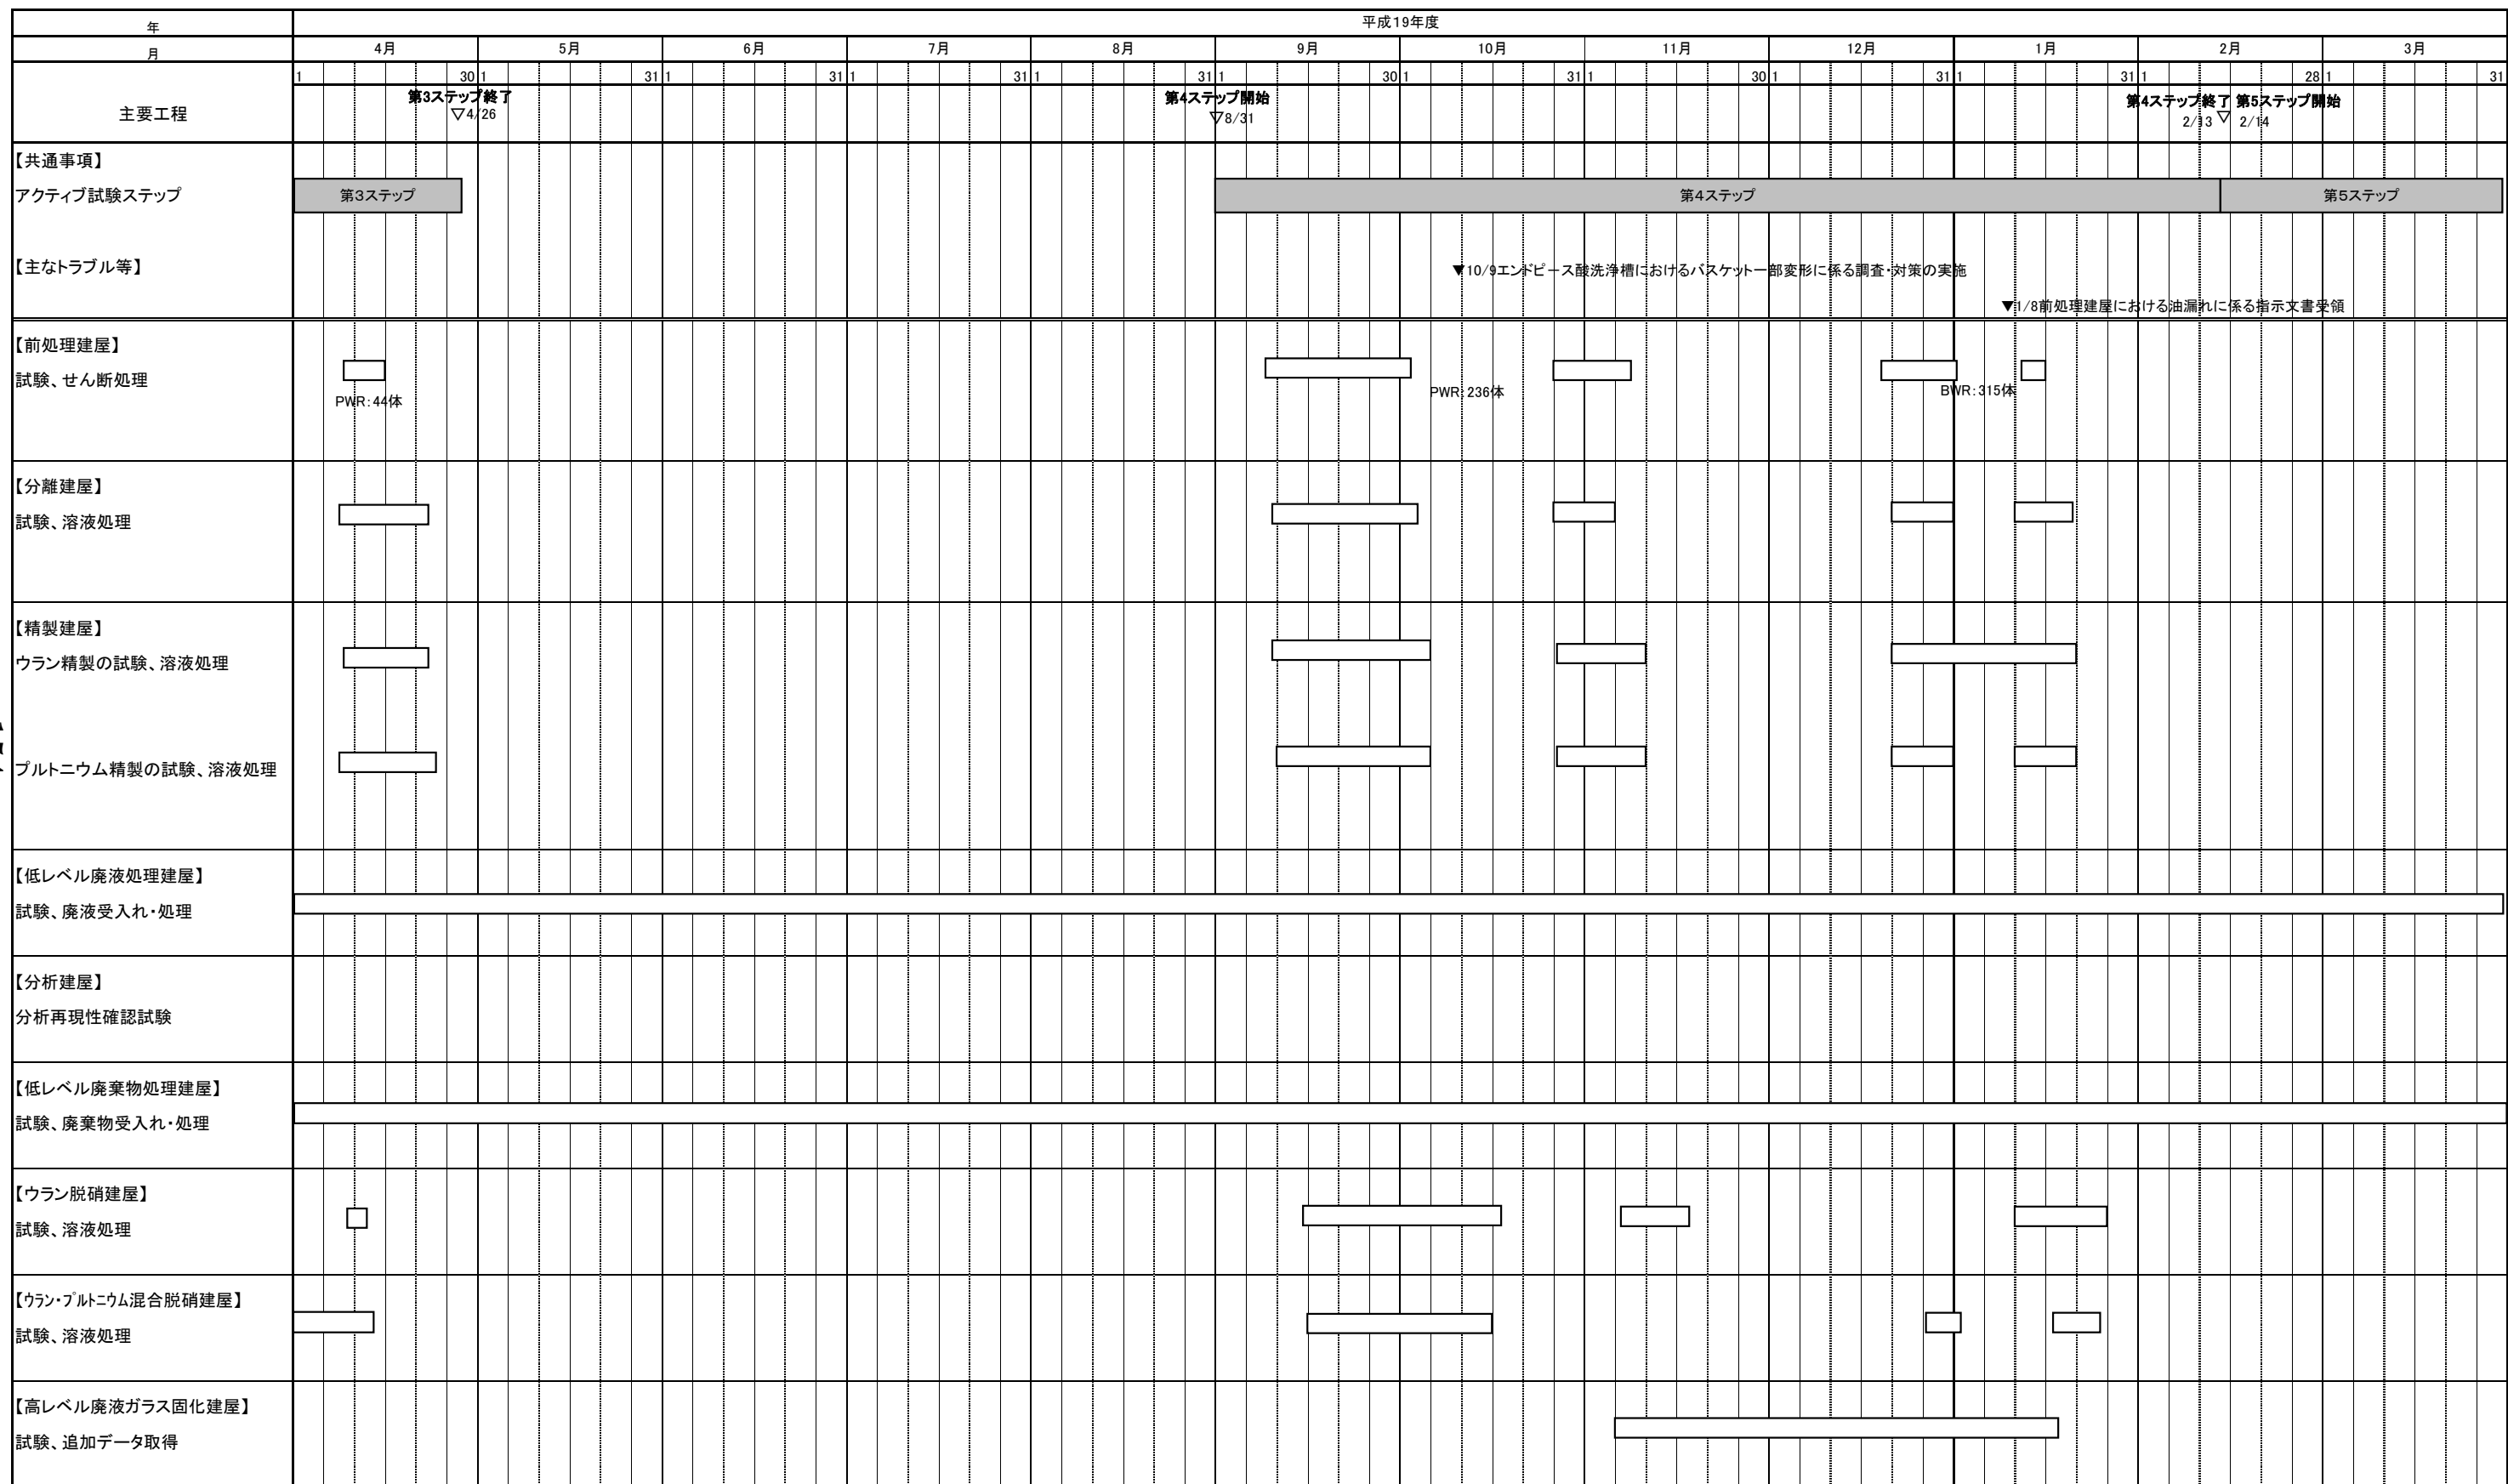 年
平成19年度
月
4月 5月 6月 7月 8月 9月 10月 11月 12月 1月 2月 3月
1 30 1 31 1 31 1 31 1 31 1 30 1 31 1 30 1 31 1 31 1 28 1 31
主要工程
第3ステップ終了
▽4/26
第4ステップ開始
▽8/31
第4ステップ終了 第5ステップ開始
2/13 ▽ 2/14
【共通事項】
アクティブ試験ステップ
第3ステップ
第4ステップ
第5ステップ
【主なトラブル等】
▼10/9エンドピース酸洗浄槽におけるバスケット一部変形に係る調査・対策の実施
▼1/8前処理建屋における油漏れに係る指示文書受領
【前処理建屋】
試験、せん断処理
PWR:44体
PWR:236体
BWR:315体
【分離建屋】
試験、溶液処理
【精製建屋】
ウラン精製の試験、溶液処理
プルトニウム精製の試験、溶液処理
【低レベル廃液処理建屋】
試験、廃液受入れ・処理
【分析建屋】
分析再現性確認試験
【低レベル廃棄物処理建屋】
試験、廃棄物受入れ・処理
【ウラン脱硝建屋】
試験、溶液処理
【ウラン・プルトニウム混合脱硝建屋】
試験、溶液処理
【高レベル廃液ガラス固化建屋】
試験、追加データ取得